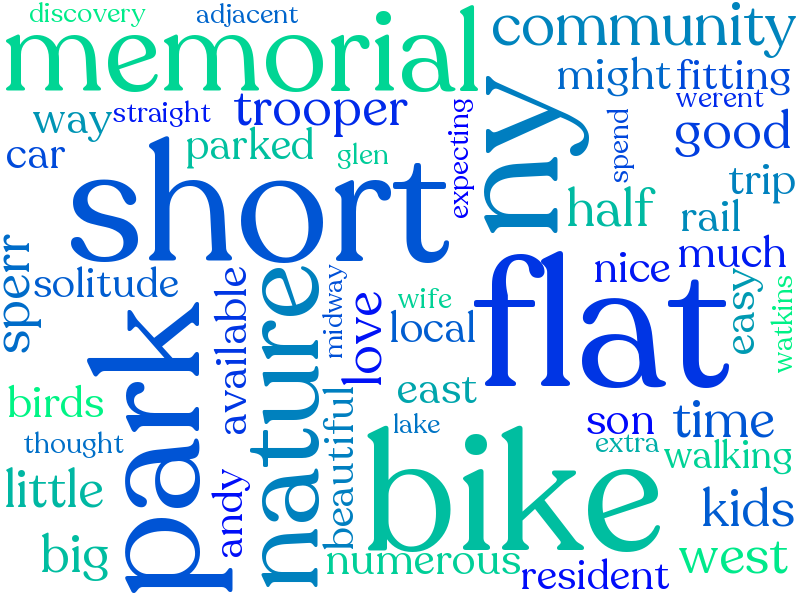 discovery
adjacent
memorial
community
might
fitting
werent
way
straight
trooper
ny
spend
good
car
parked
glen
expecting
trip
short
half
rail
sperr
solitude
much
nice
flat
easy
watkins
park
available
nature
midway
love
wife
local
birds
beautiful
east
lake
son
time
thought
bike
extra
walking
little
andy
kids
big
numerous
resident
west